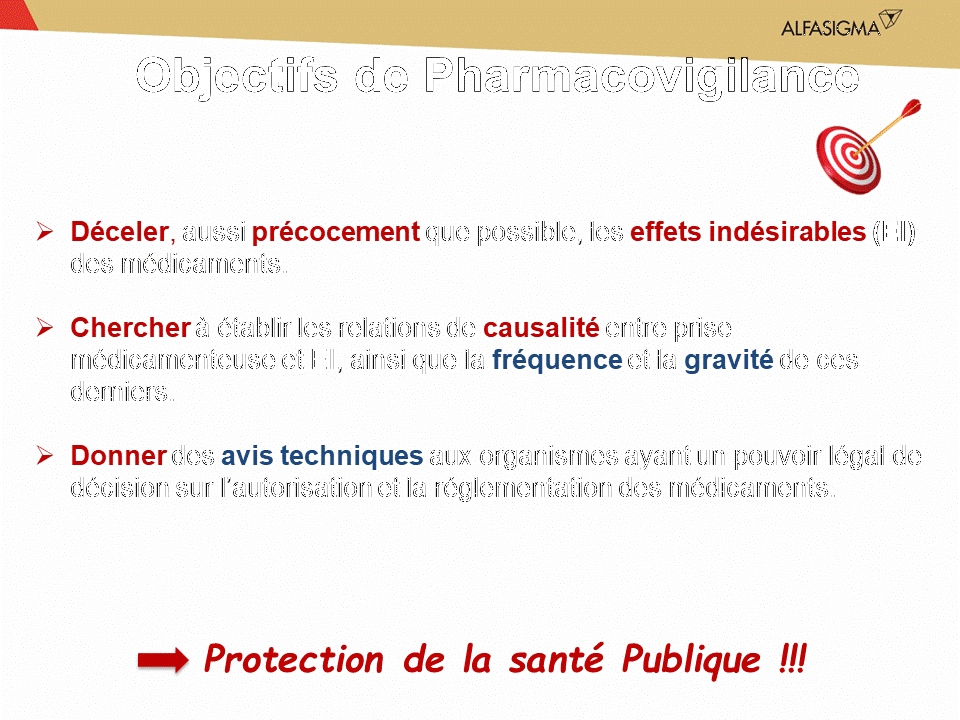 ALFASIGMA
Objectifs de Pharmacovigilance
Déceler, aussi précocement que possible, les effets indésirables (EI)
des médicaments.
Chercher à établir les relations de causalité entre prise
médicamenteuse et EI, ainsi que la fréquence et la gravité de ces
derniers.
Donner des avis techniques aux organismes ayant un pouvoir légal de
décision sur l'autorisation et la réglementation des médicaments.
Protection de la santé Publique !!!